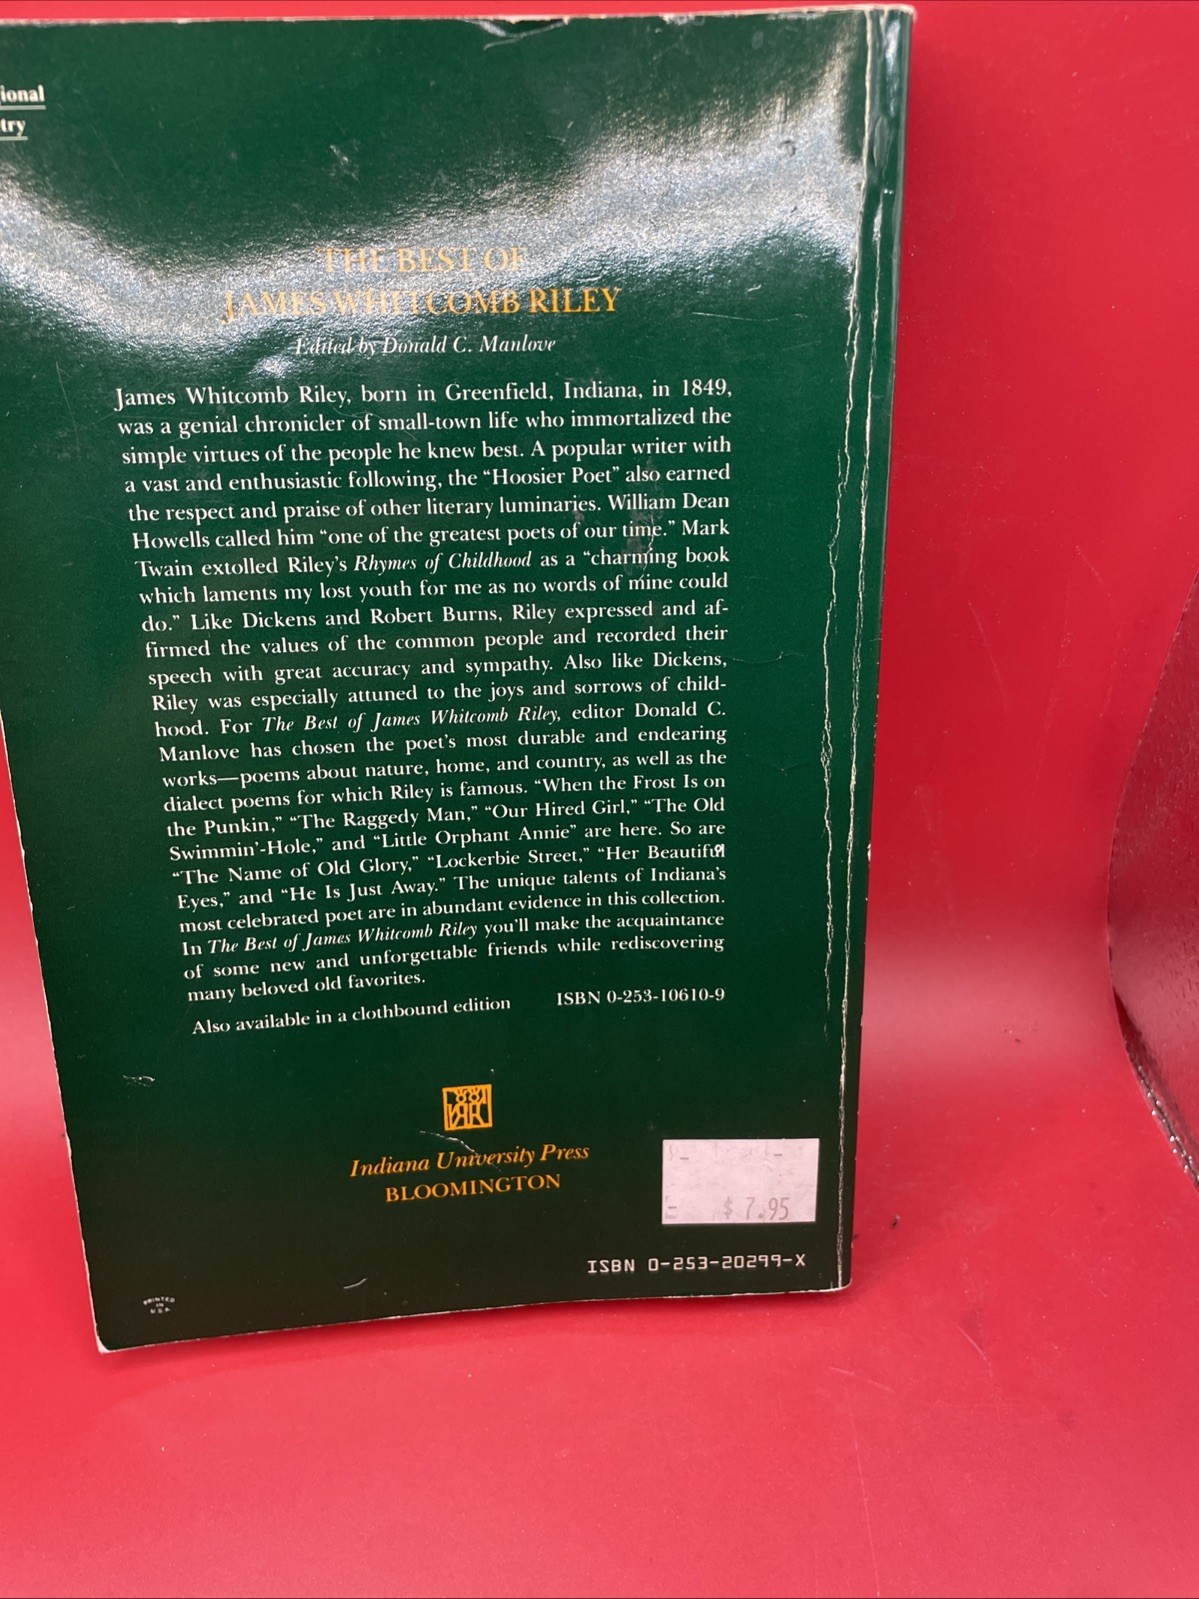 ional
try
THE BEST OF
JAMES WHITCOMB RILEY
Edited by Donald C. Manlove
James Whitcomb Riley, born in Greenfield, Indiana, in 1849,
was a genial chronicler of small-town life who immortalized the
simple virtues of the people he knew best. A popular writer with
a vast and enthusiastic following, the “Hoosier Poet” also earned
the respect and praise of other literary luminaries. William Dean
Howells called him “one of the greatest poets of our time.” Mark
Twain extolled Riley’s Rhymes of Childhood as a “charming book
which laments my lost youth for me as no words of mine could
do.” Like Dickens and Robert Burns, Riley expressed and af-
firmed the values of the common people and recorded their
speech with great accuracy and sympathy. Also like Dickens,
Riley was especially attuned to the joys and sorrows of child-
hood. For The Best of James Whitcomb Riley, editor Donald C.
Manlove has chosen the poet’s most durable and endearing
works—poems about nature, home, and country, as well as the
dialect poems for which Riley is famous. “When the Frost Is on
the Punkin,” “The Raggedy Man,” “Our Hired Girl,” “The Old
Swimmin’-Hole,” and “Little Orphant Annie” are here. So are
“The Name of Old Glory,” “Lockerbie Street,” “Her Beautiful
Eyes,” and “He Is Just Away.” The unique talents of Indiana’s
most celebrated poet are in abundant evidence in this collection.
In The Best of James Whitcomb Riley you’ll make the acquaintance
of some new and unforgettable friends while rediscovering
many beloved old favorites.
Also available in a clothbound edition ISBN 0-253-10610-9
Indiana University Press
BLOOMINGTON
$ 7.95
ISBN 0-253-20299-X
PRINTED
IN
U.S.A.